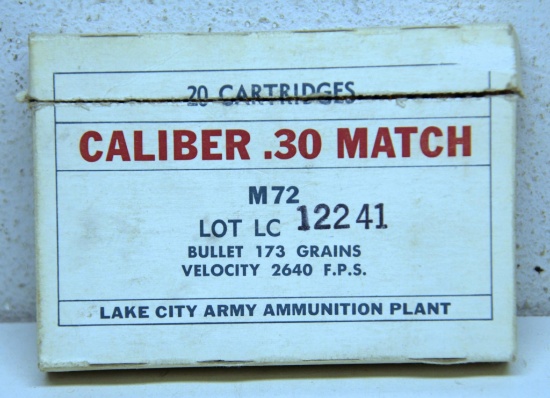 20 CARTRIDGES
CALIBER .30 MATCH
M72
LOT LC 12241
BULLET 173 GRAINS
VELOCITY 2640 F.P.S.
LAKE CITY ARMY AMMUNITION PLANT